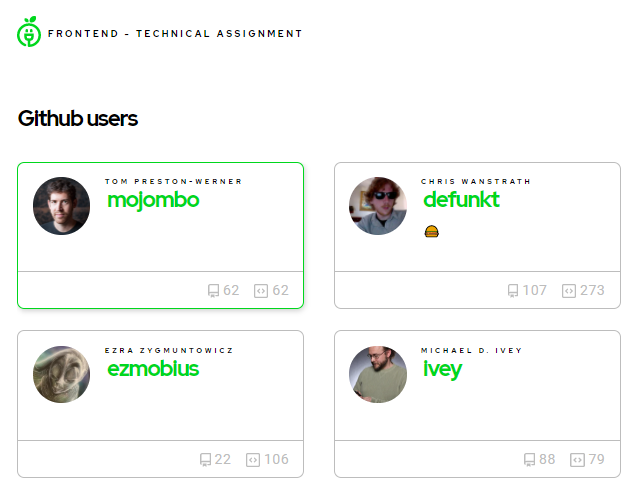 FRONTEND - TECHNICAL ASSIGNMENT
Github users
TOM PRESTON-WERNER
mojombo
62 62
CHRIS WANSTRATH
defunkt
🍔
107 273
EZRA ZYGMUNTOWICZ
ezmobius
22 106
MICHAEL D. IVEY
ivey
88 79